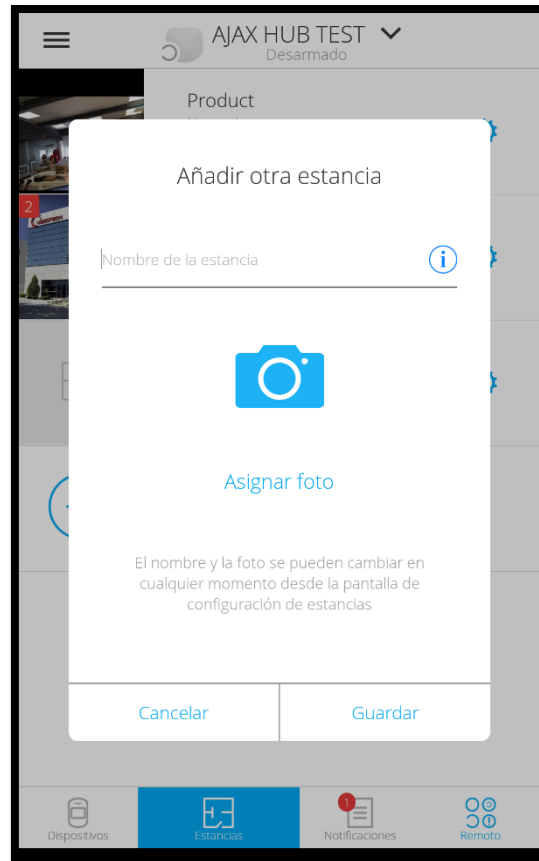 AJAX HUB TEST
Desarmado
Product
Añadir otra estancia
2
Nombre de la estancia
i
Asignar foto
El nombre y la foto se pueden cambiar en
cualquier momento desde la pantalla de
configuración de estancias
Cancelar
Guardar
1
Dispositivos
Estancias
Notificaciones
Remoto